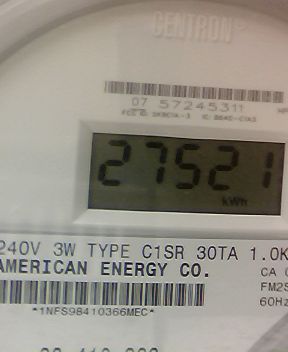 CENTRON®
07 57245311
27521
kWh
240V 3W TYPE C1SR 30TA 1.0K
AMERICAN ENERGY CO.
CA
FM2S
60Hz
*1NFS98410366MEC*